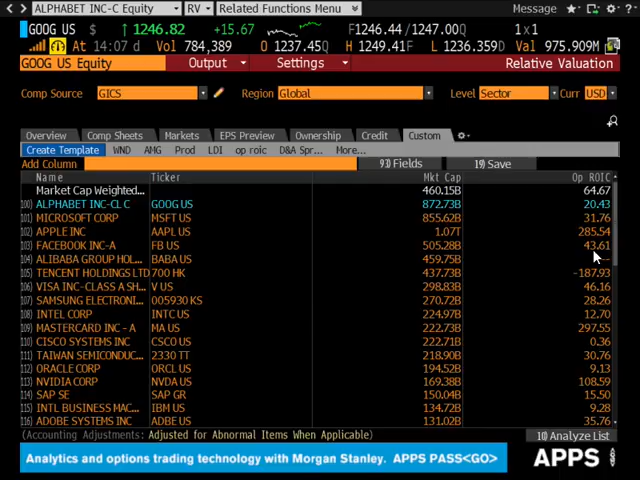 ALPHABET INC-C Equity RV Related Functions Menu Message
GOOG US $ ↑ 1246.82 +15.67 F1246.44/1247.00Q 1x1
At 14:07 d Vol 784,389 O 1237.45Q H 1249.41F L 1236.359D Val 975.909M
GOOG US Equity Output Settings Relative Valuation
Comp Source GICS Region Global Level Sector Curr USD
Overview Comp Sheets Markets EPS Preview Ownership Credit Custom
Create Template WND AMG Prod LDI op roic D&A Spr... More...
Add Column 93) Fields 19) Save
Name Ticker Mkt Cap Op ROIC
Market Cap Weighted... 460.15B 64.67
100) ALPHABET INC-CL C GOOG US 872.73B 20.43
101) MICROSOFT CORP MSFT US 855.62B 31.76
102) APPLE INC AAPL US 1.07T 285.54
103) FACEBOOK INC-A FB US 505.28B 43.61
104) ALIBABA GROUP HOL... BABA US 459.75B --
105) TENCENT HOLDINGS LTD 700 HK 437.73B -187.93
106) VISA INC-CLASS A SH... V US 298.83B 46.16
107) SAMSUNG ELECTRONI... 005930 KS 270.72B 28.26
108) INTEL CORP INTC US 224.97B 12.70
109) MASTERCARD INC - A MA US 222.73B 297.55
110) CISCO SYSTEMS INC CSCO US 222.71B 0.36
111) TAIWAN SEMICONDUC... 2330 TT 218.90B 30.76
112) ORACLE CORP ORCL US 192.54B 9.13
113) NVIDIA CORP NVDA US 169.38B 108.59
114) SAP SE SAP GR 150.04B 15.50
115) INTL BUSINESS MAC... IBM US 134.72B 9.28
116) ADOBE SYSTEMS INC ADBE US 131.02B 35.76
(Accounting Adjustments: Adjusted for Abnormal Items When Applicable)
10) Analyze List
Analytics and options trading technology with Morgan Stanley. APPS PASS<GO> APPS